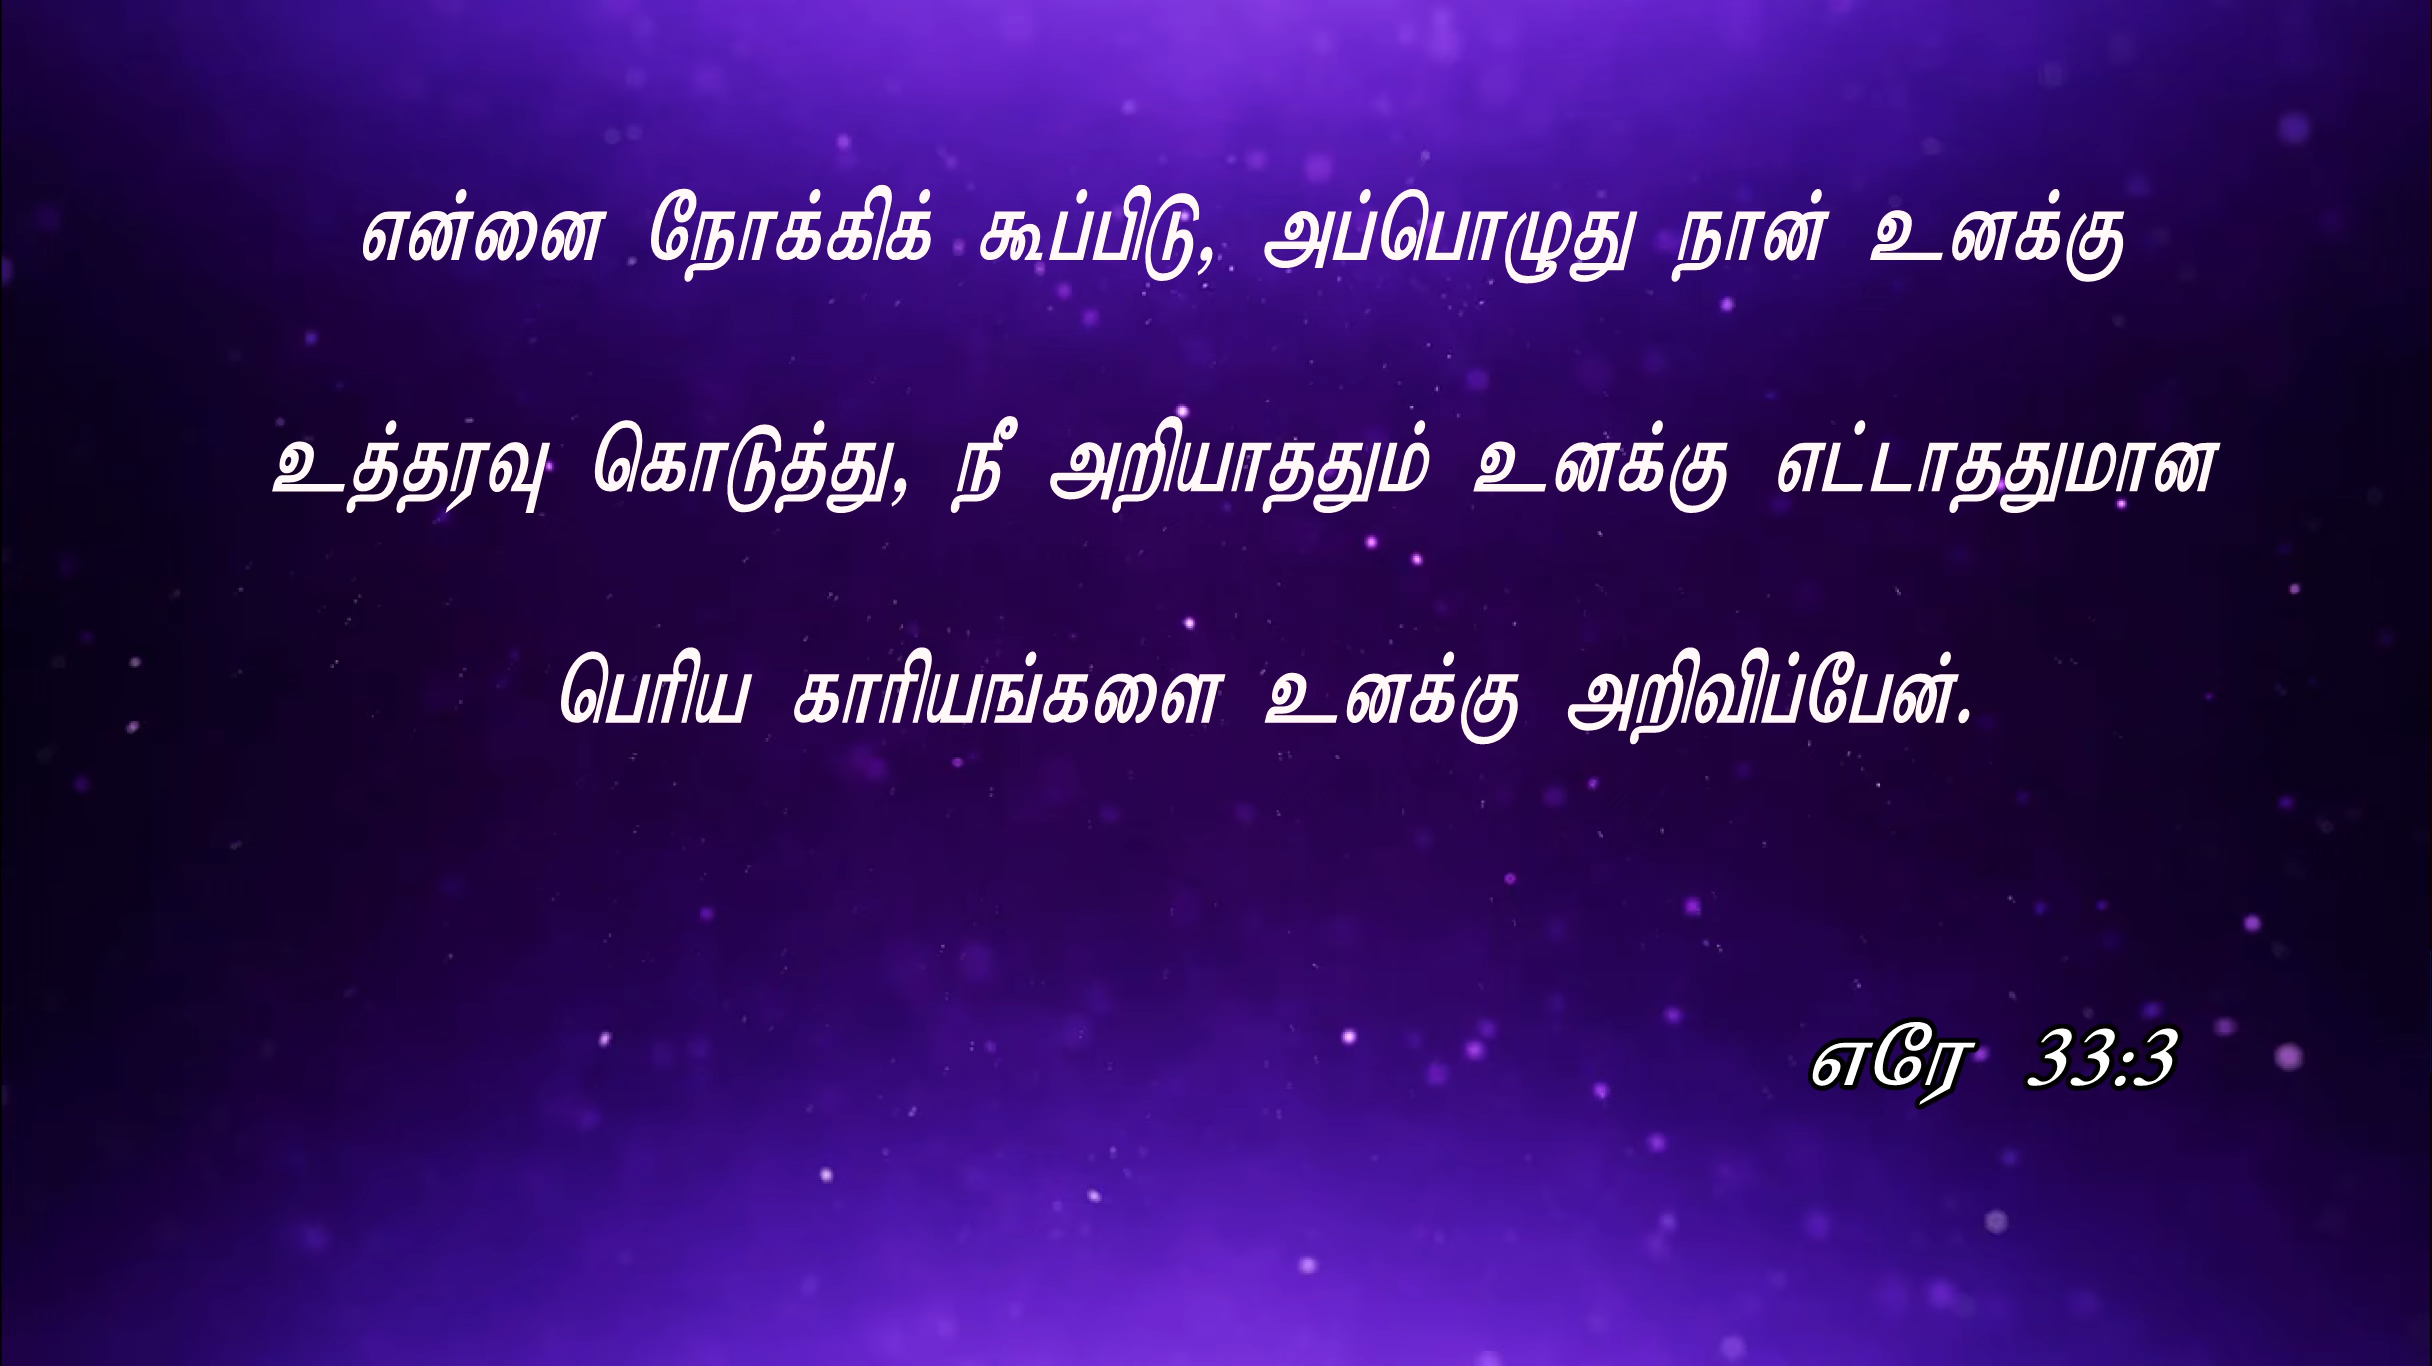 என்னை நோக்கிக் கூப்பிடு, அப்பொழுது நான் உனக்கு
உத்தரவு கொடுத்து, நீ அறியாததும் உனக்கு எட்டாததுமான
பெரிய காரியங்களை உனக்கு அறிவிப்பேன்.
எரே 33:3